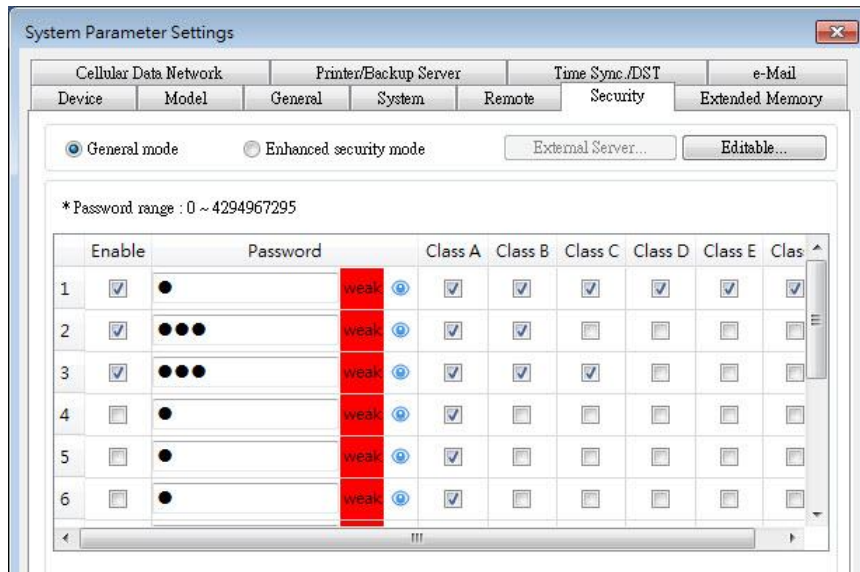 System Parameter Settings
Cellular Data Network Printer/Backup Server Time Sync./DST e-Mail
Device Model General System Remote Security Extended Memory
General mode Enhanced security mode External Server... Editable...
* Password range : 0 ~ 4294967295
Enable Password Class A Class B Class C Class D Class E Clas
1 weak
2 weak
3 weak
4 weak
5 weak
6 weak